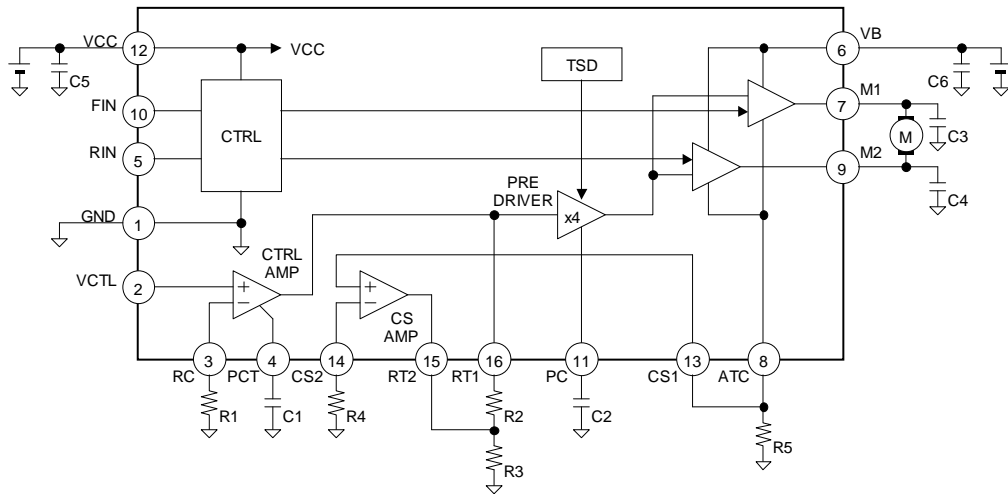 VCC
12
VCC
TSD
VB
6
C5
C6
FIN
10
CTRL
M1
7
M
C3
RIN
5
M2
9
C4
PRE
DRIVER
x4
GND
1
CTRL
AMP
VCTL
2
+
−
+
−
CS
AMP
3
4
14
15
16
11
13
8
RC
PCT
CS2
RT2
RT1
PC
CS1
ATC
R1
C1
R4
R2
C2
R3
R5